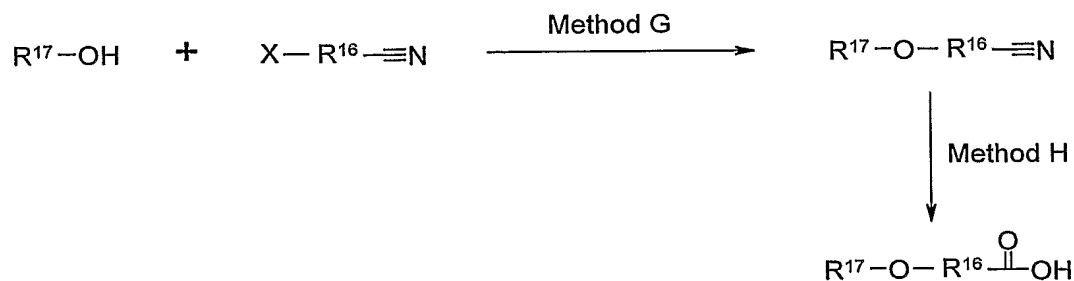 R¹⁷–OH + X–R¹⁶–≡N Method G R¹⁷–O–R¹⁶–≡N
Method H
R¹⁷–O–R¹⁶ O OH